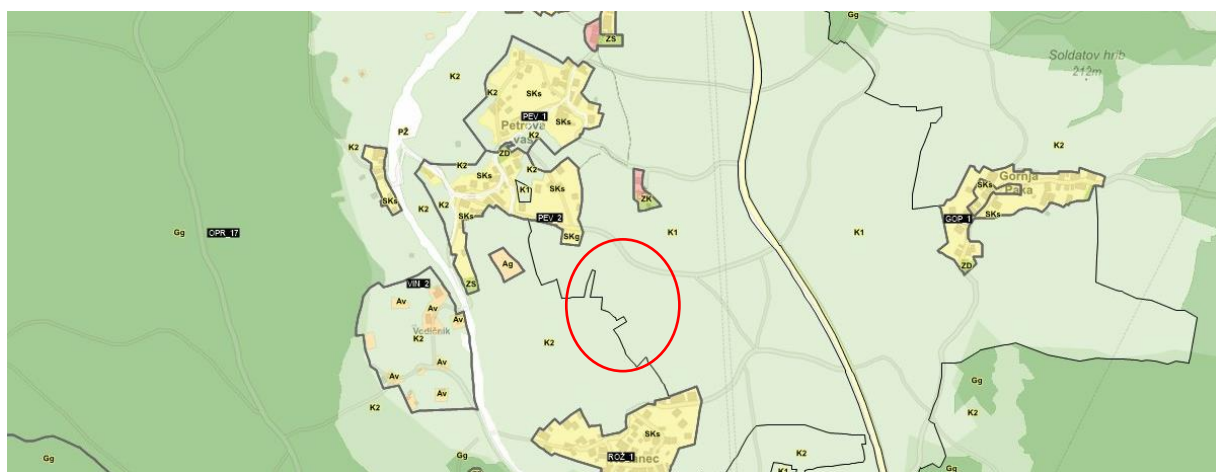 Gg
Soldatov hrib
212m
ZS
K2
K2
SKs
PEV_1
SKs
Petrova
vas
K2
PŽ
K2
ZD
K2
K2
SKs
SKs
SKs
K2
K2
K1
SKs
PEV_2
SKg
ZK
K1
K1
K2
Gornja
Paka
SKs
SKs
GOP_1
ZD
Gg
OPR_17
Ag
ZS
VIN_2
Av
Av
Av
Vodičnik
K2
Av
Av
Av
K2
K2
Gg
K2
SKs
ROŽ_1
K2
K1
Gg
Gg
Gg